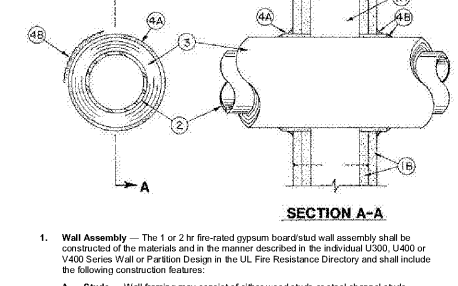 4A
4B
3
2
A
4A
4B
1B
SECTION A-A
1. Wall Assembly — The 1 or 2 hr fire-rated gypsum board/stud wall assembly shall be
constructed of the materials and in the manner described in the individual U300, U400 or
V400 Series Wall or Partition Design in the UL Fire Resistance Directory and shall include
the following construction features: